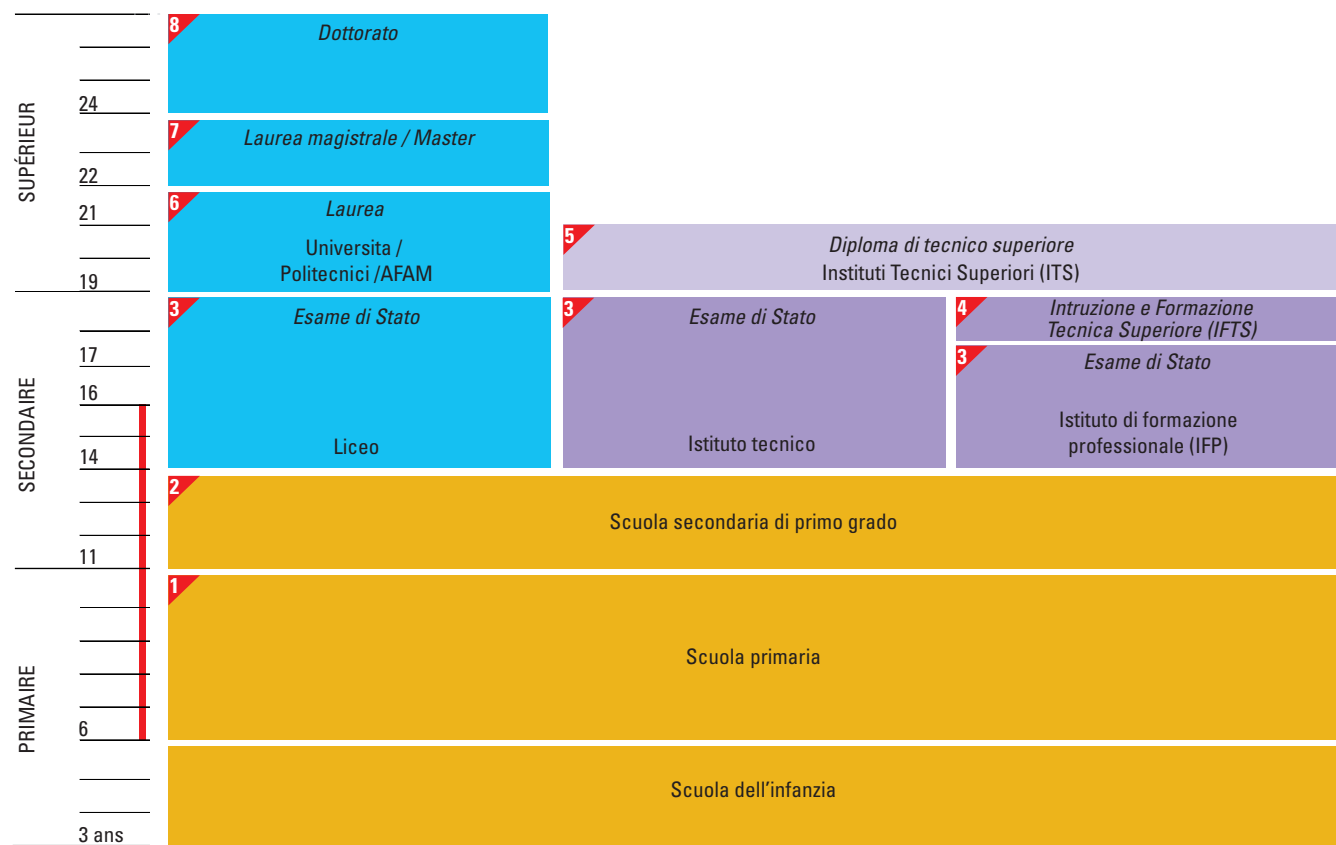 SUPÉRIEUR
24
22
21
19
SECONDAIRE
17
16
14
11
PRIMAIRE
6
3 ans
8
Dottorato
7
Laurea magistrale / Master
6
Laurea
Universita /
Politecnici /AFAM
5
Diploma di tecnico superiore
Instituti Tecnici Superiori (ITS)
3
Esame di Stato
Liceo
3
Esame di Stato
Istituto tecnico
4
Intruzione e Formazione
Tecnica Superiore (IFTS)
3
Esame di Stato
Istituto di formazione
professionale (IFP)
2
Scuola secondaria di primo grado
1
Scuola primaria
Scuola dell'infanzia